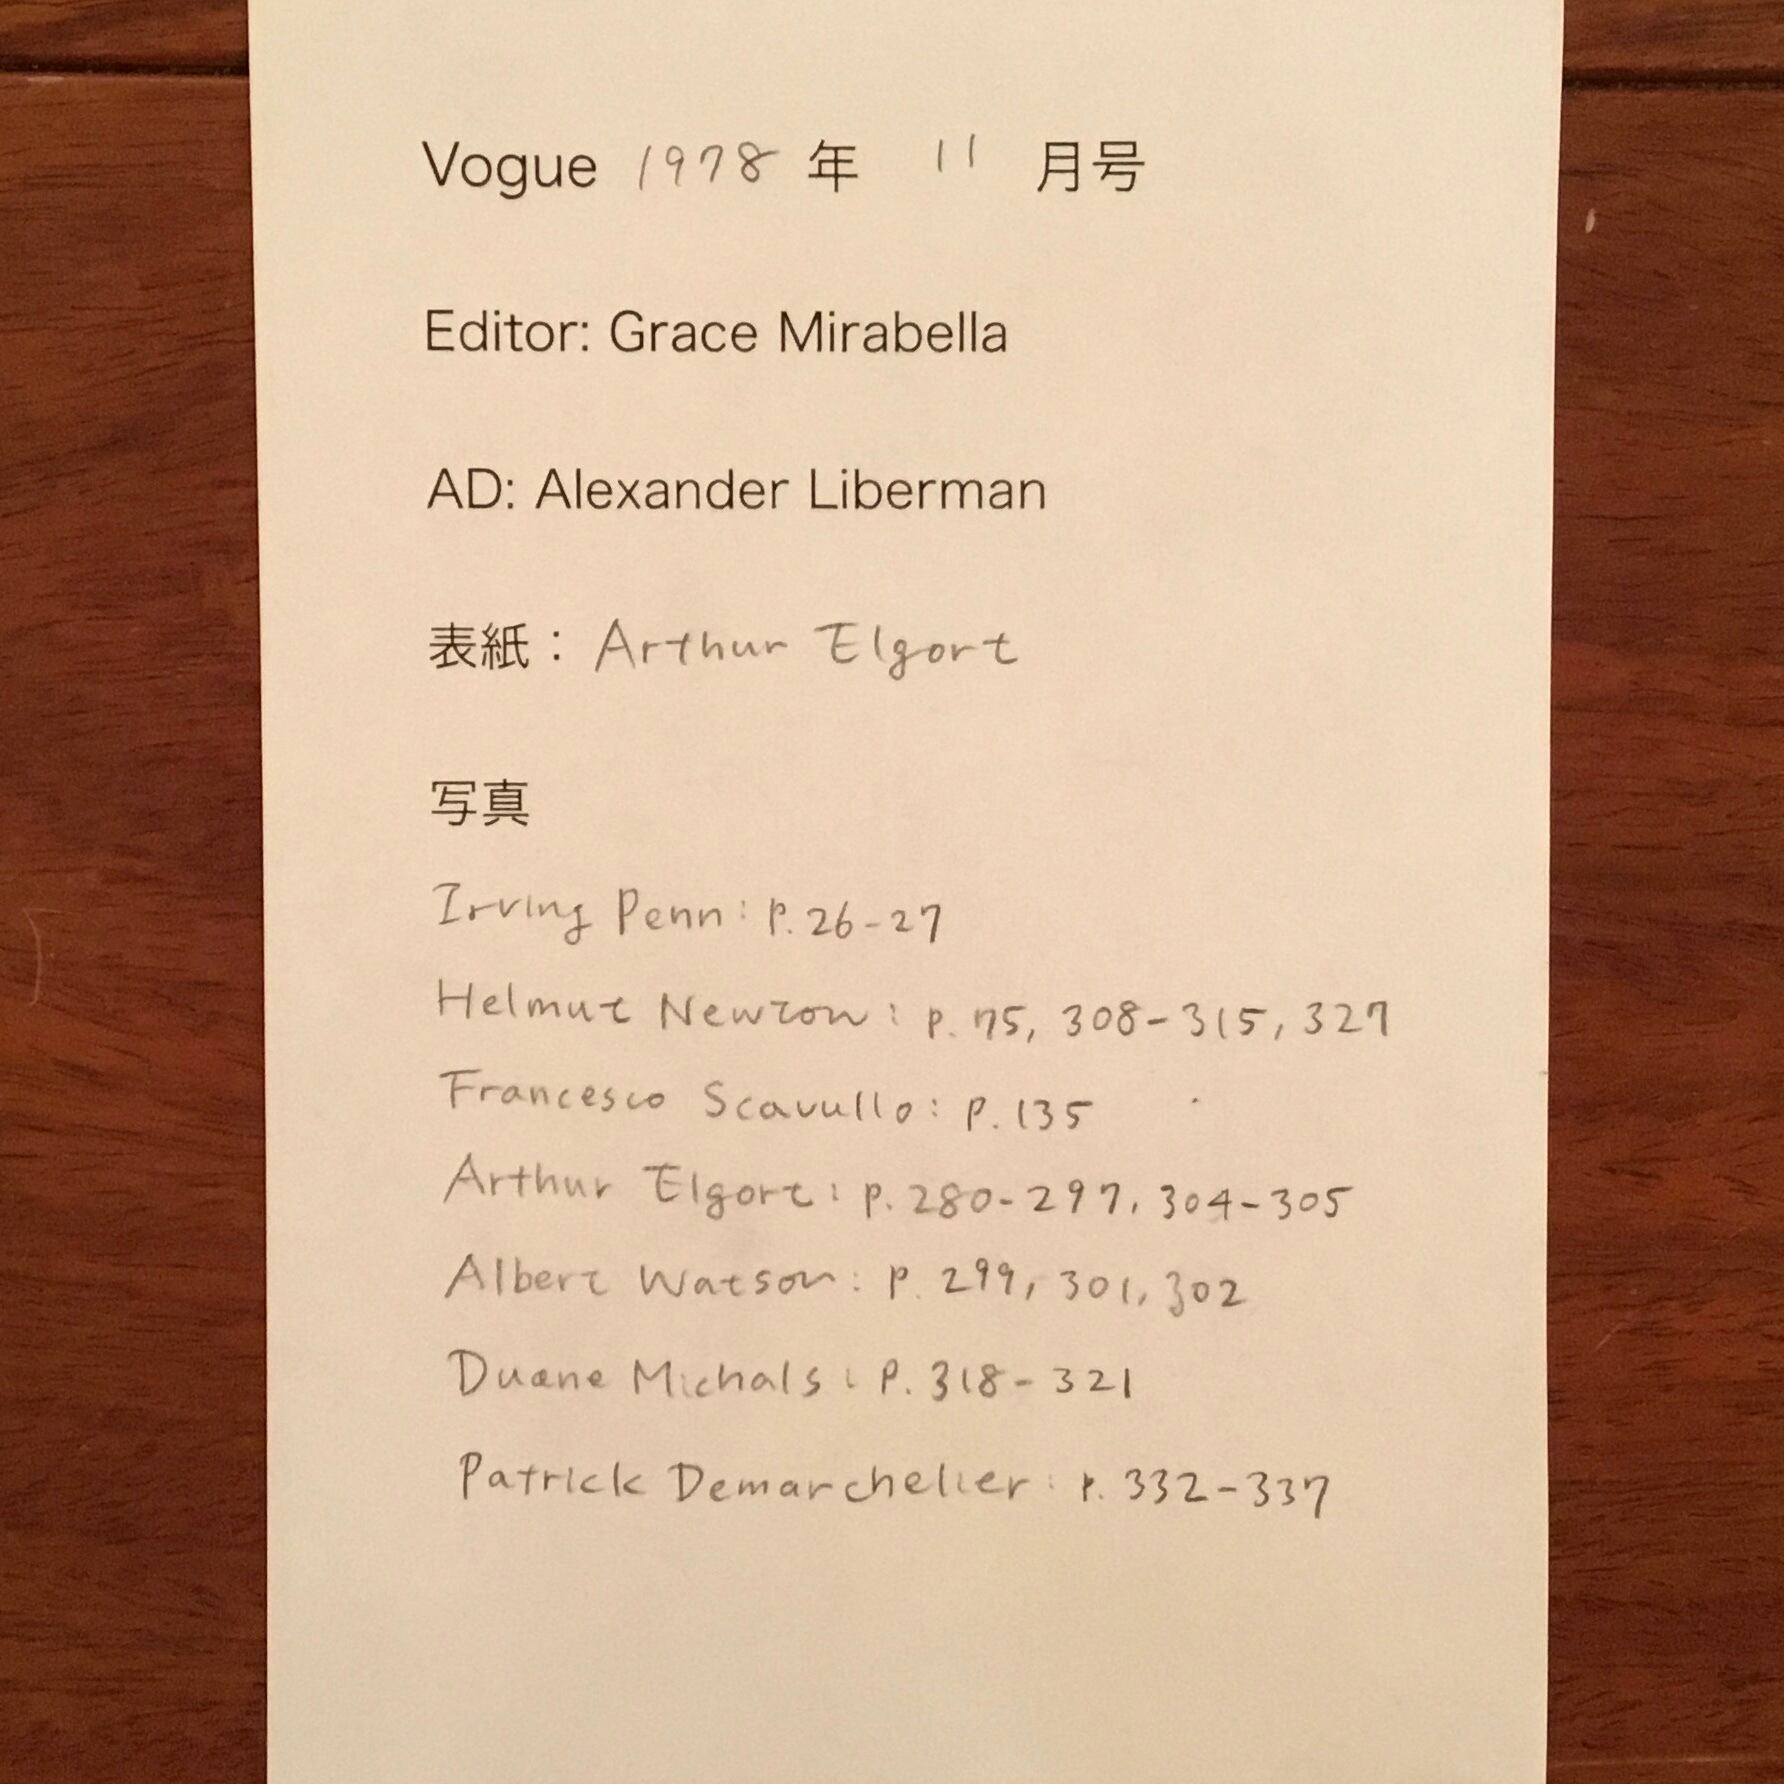 Vogue 1978 年 11 月号
Editor: Grace Mirabella
AD: Alexander Liberman
表紙： Arthur Elgort
写真
Irving Penn: p.26-27
Helmut Newton: p.75, 308-315, 327
Francesco Scavullo: p.135
Arthur Elgort: p.280-297, 304-305
Albert Watson: p.299, 301, 302
Duane Michals: p.318-321
Patrick Demarchelier: p.332-337